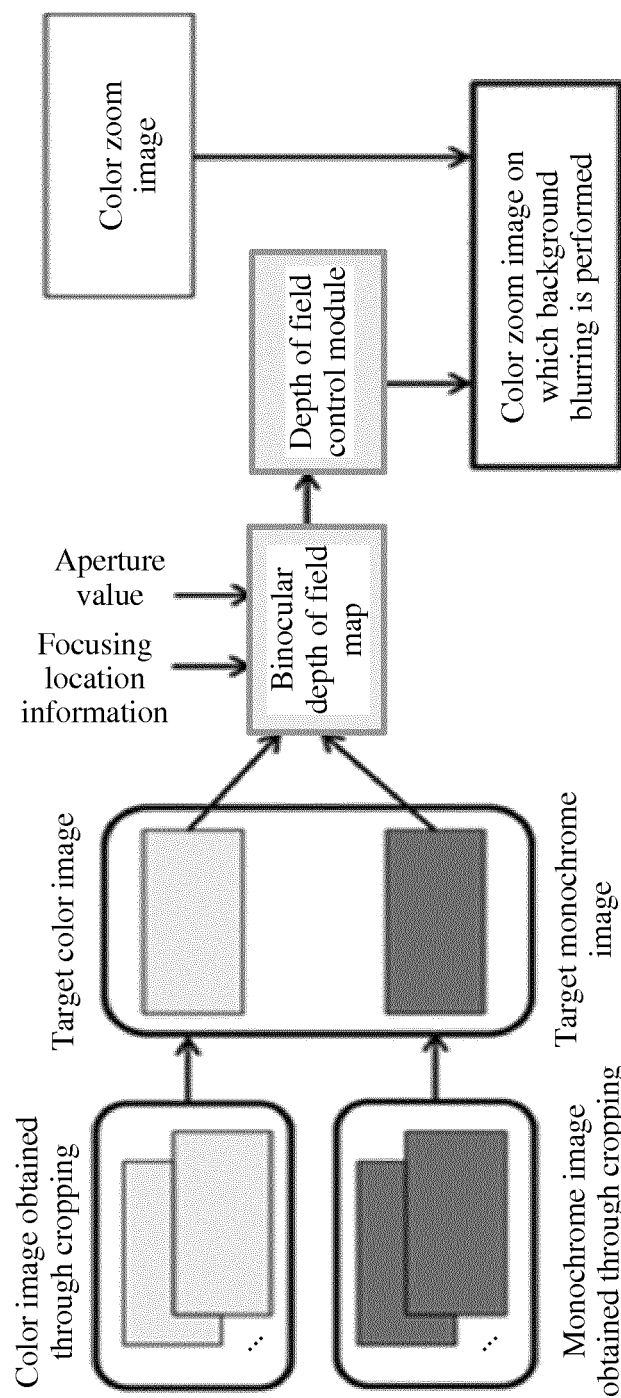 Color image obtained
through cropping
Monochrome image
obtained through cropping
Target color image
Target monochrome
image
Focusing
location
information
Aperture
value
Binocular
depth of field
map
Depth of field
control module
Color zoom
image
Color zoom image on
which background
blurring is performed